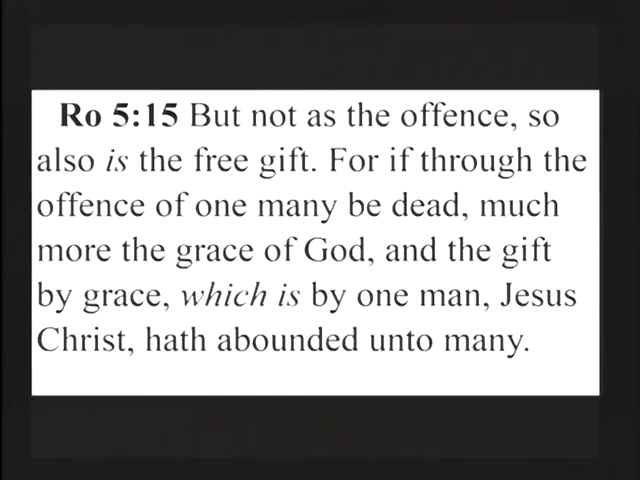 Ro 5:15 But not as the offence, so
also is the free gift. For if through the
offence of one many be dead, much
more the grace of God, and the gift
by grace, which is by one man, Jesus
Christ, hath abounded unto many.